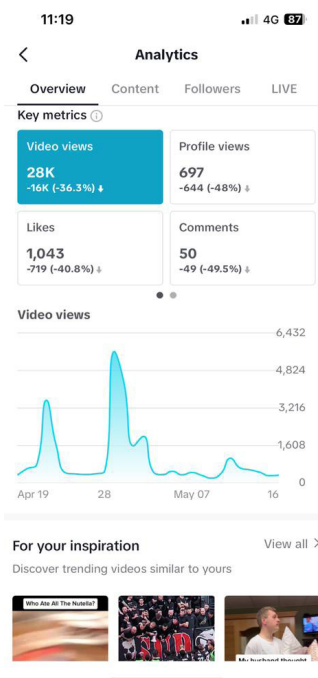 11:19
4G 87
Analytics
Overview Content Followers LIVE
Key metrics
Video views
28K
-16K (-36.3%)
Profile views
697
-644 (-48%)
Likes
1,043
-719 (-40.8%)
Comments
50
-49 (-49.5%)
Video views
6,432
4,824
3,216
1,608
0
Apr 19 28 May 07 16
For your inspiration View all
Discover trending videos similar to yours
Who Ate All The Nutella?
My husband thought